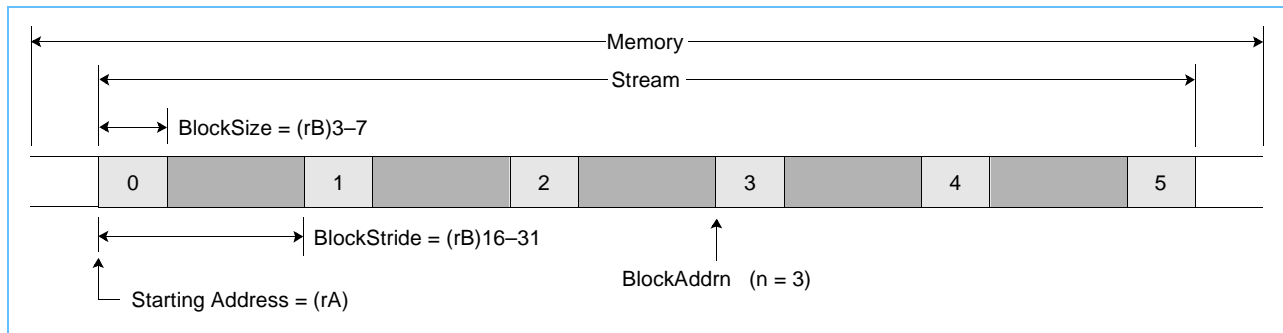 Memory
Stream
BlockSize = (rB)3–7
0 1 2 3 4 5
BlockStride = (rB)16–31
BlockAddrn (n = 3)
Starting Address = (rA)